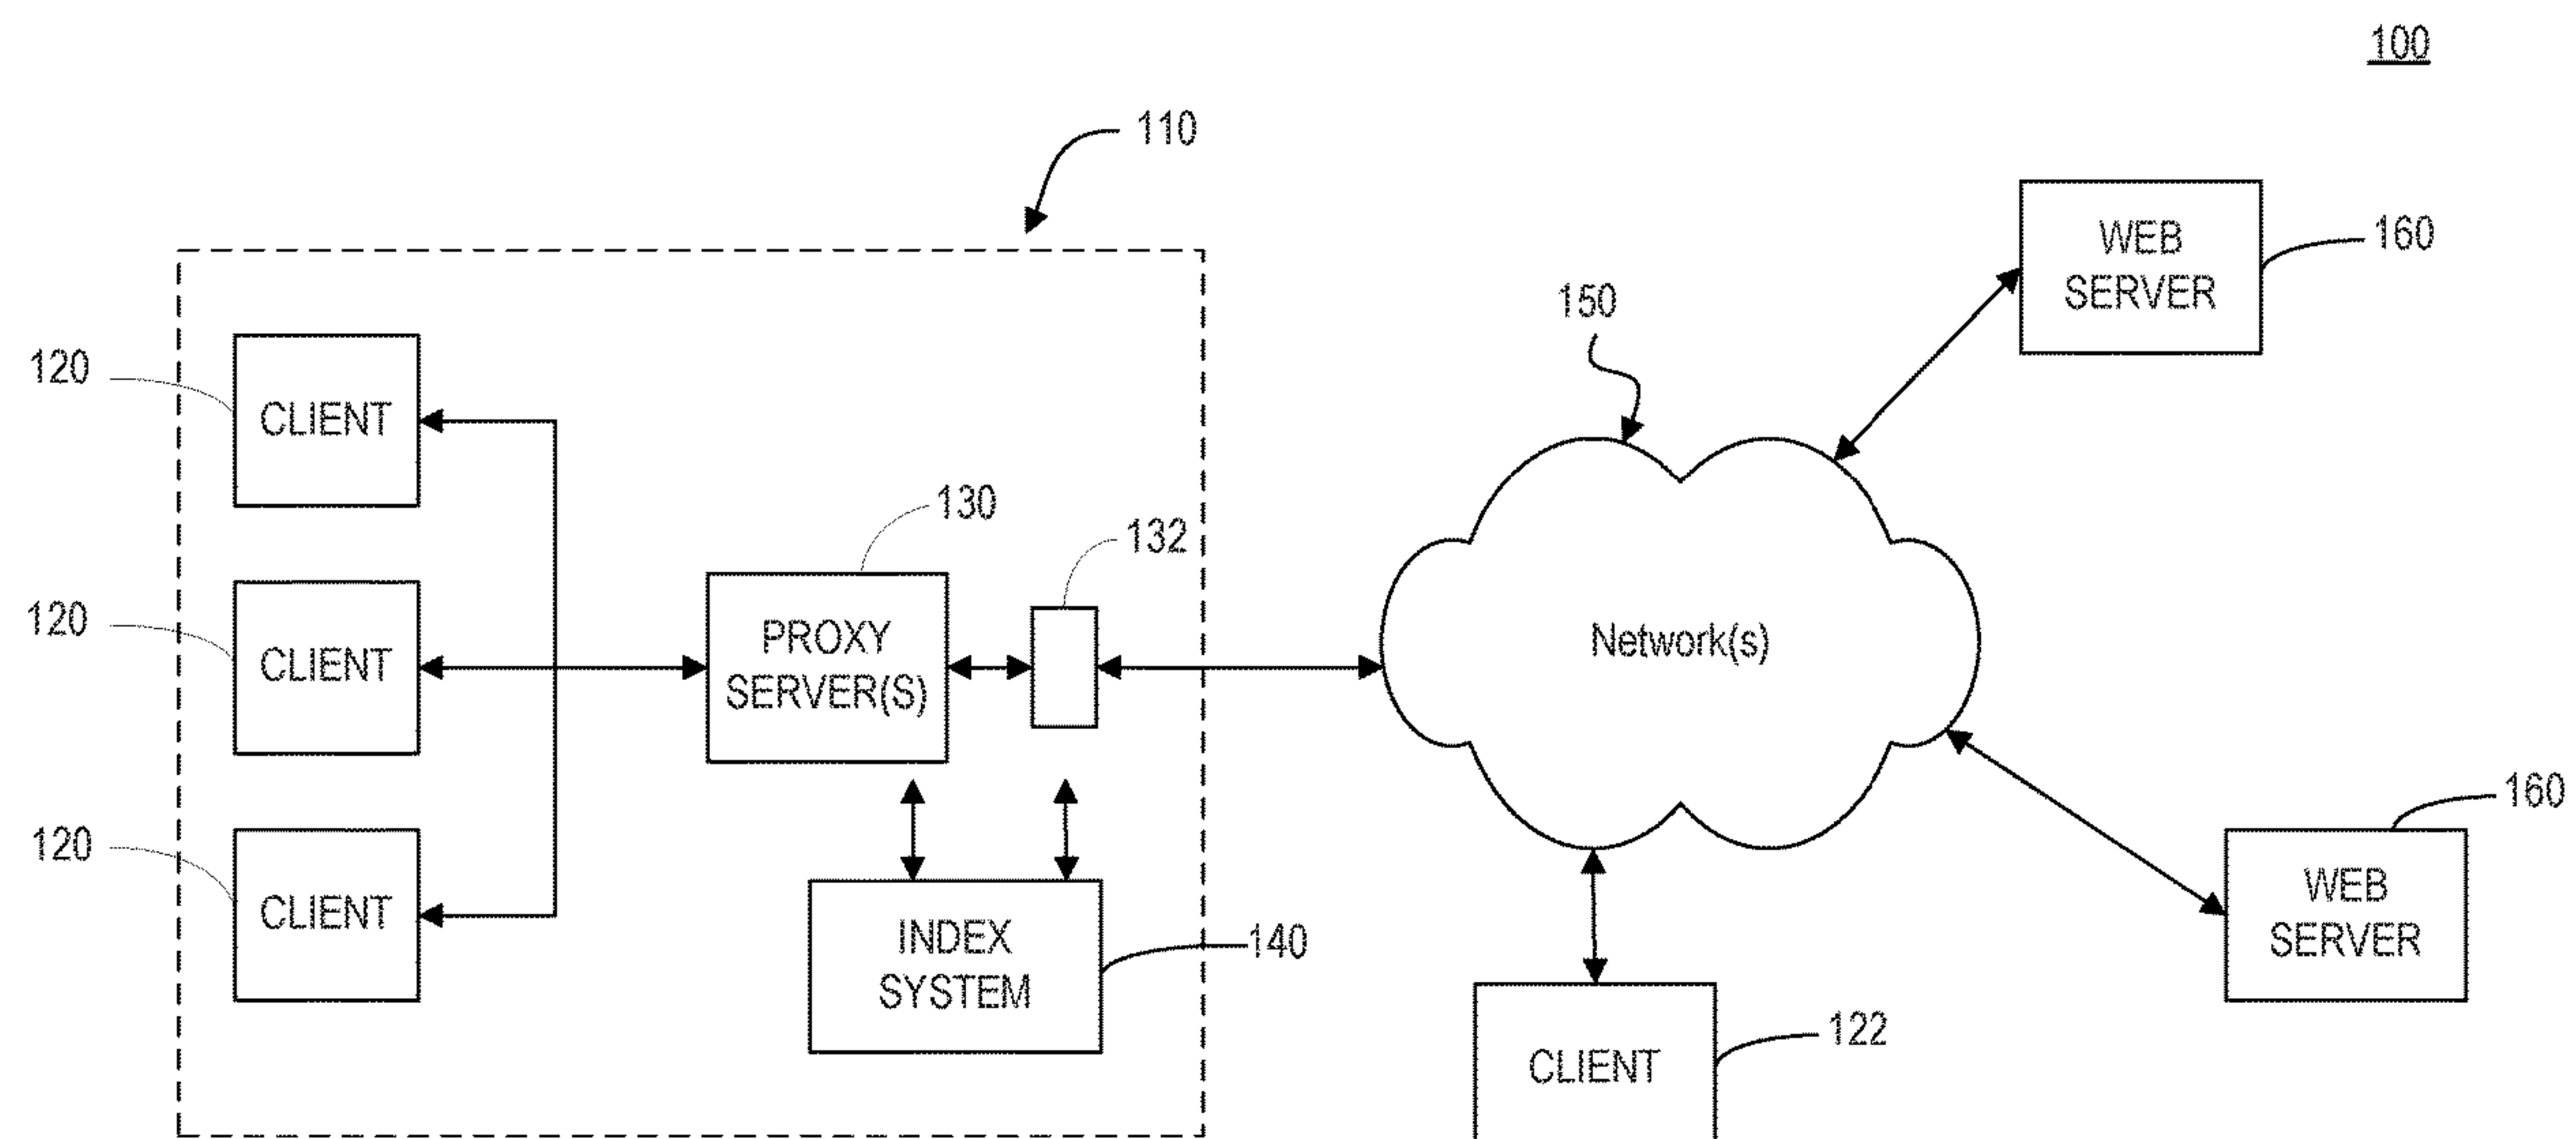 100
110
WEB
SERVER
160
150
120
CLIENT
130
132
120
CLIENT
PROXY
SERVER(S)
Network(s)
120
CLIENT
INDEX
SYSTEM
140
160
WEB
SERVER
CLIENT
122